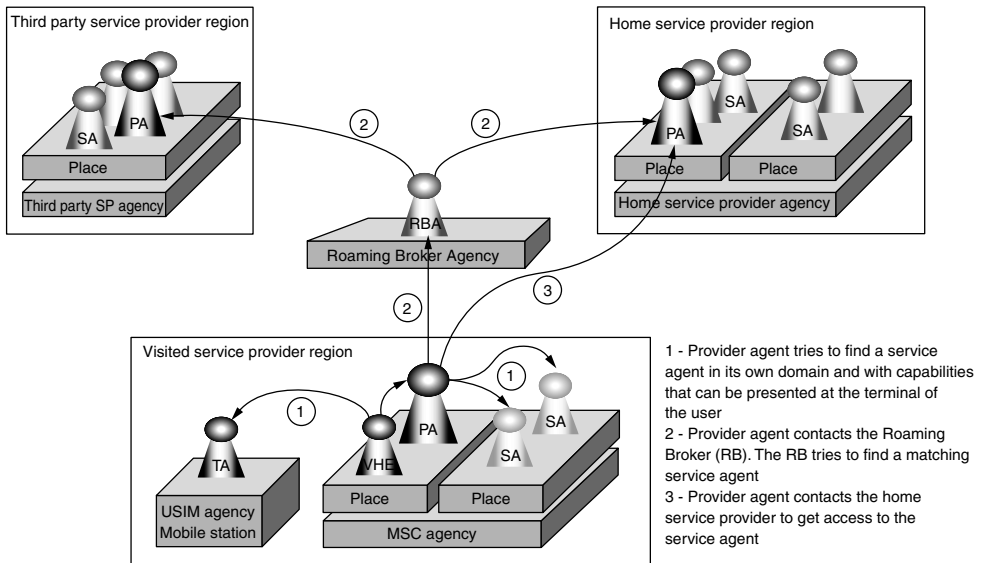 Third party service provider region
SA
PA
Place
Third party SP agency
2
2
Home service provider region
SA
PA
SA
Place
Place
Home service provider agency
RBA
Roaming Broker Agency
2
3
Visited service provider region
1
1
TA
VHE
PA
SA
SA
Place
Place
USIM agency
Mobile station
MSC agency
1 - Provider agent tries to find a service
agent in its own domain and with capabilities
that can be presented at the terminal of
the user
2 - Provider agent contacts the Roaming
Broker (RB). The RB tries to find a matching
service agent
3 - Provider agent contacts the home
service provider to get access to the
service agent